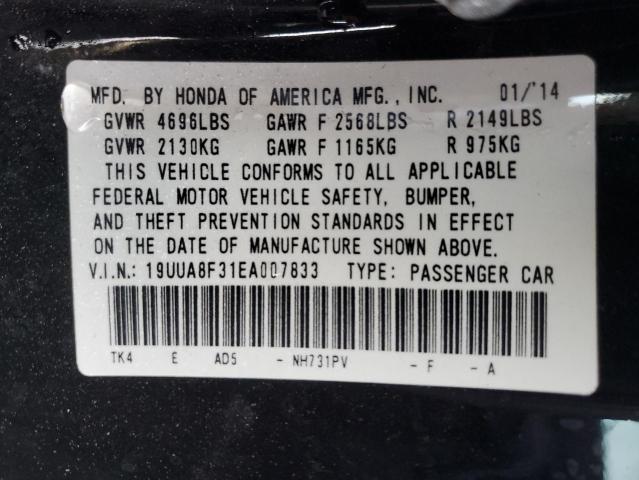 MFD. BY HONDA OF AMERICA MFG., INC. 01/'14
GVWR 4696LBS GAWR F 2568LBS R 2149LBS
GVWR 2130KG GAWR F 1165KG R 975KG
THIS VEHICLE CONFORMS TO ALL APPLICABLE
FEDERAL MOTOR VEHICLE SAFETY, BUMPER,
AND THEFT PREVENTION STANDARDS IN EFFECT
ON THE DATE OF MANUFACTURE SHOWN ABOVE.
V.I.N.: 19UUA8F31EA007833 TYPE: PASSENGER CAR
TK4 E AD5 - NH731PV - F - A